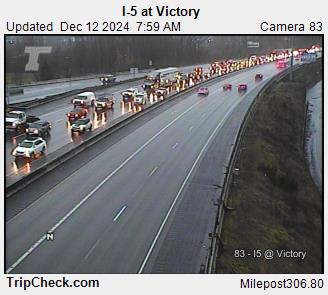 I-5 at Victory
Updated Dec 12 2024 7:59 AM
Camera 83
N
83 - I5 @ Victory
TripCheck.com
Milepost306.80